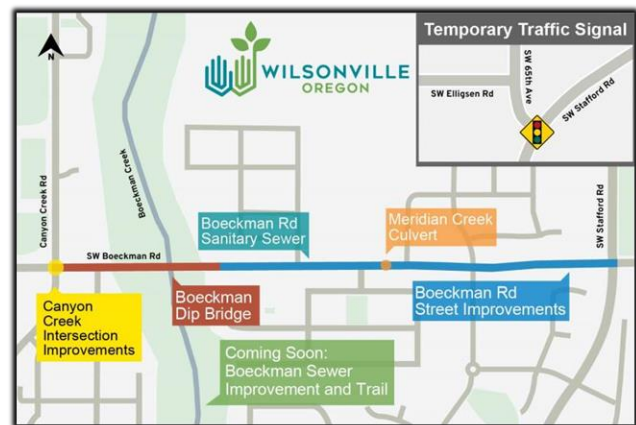 Temporary Traffic Signal
SW 65th Ave
SW Elligsen Rd
SW Stafford Rd
N
WILSONVILLE
OREGON
Canyon Creek Rd
Boeckman Creek
SW Stafford Rd
SW Boeckman Rd
Boeckman Rd
Sanitary Sewer
Meridian Creek
Culvert
Canyon
Creek
Intersection
Improvements
Boeckman
Dip Bridge
Boeckman Rd
Street Improvements
Coming Soon:
Boeckman Sewer
Improvement and Trail